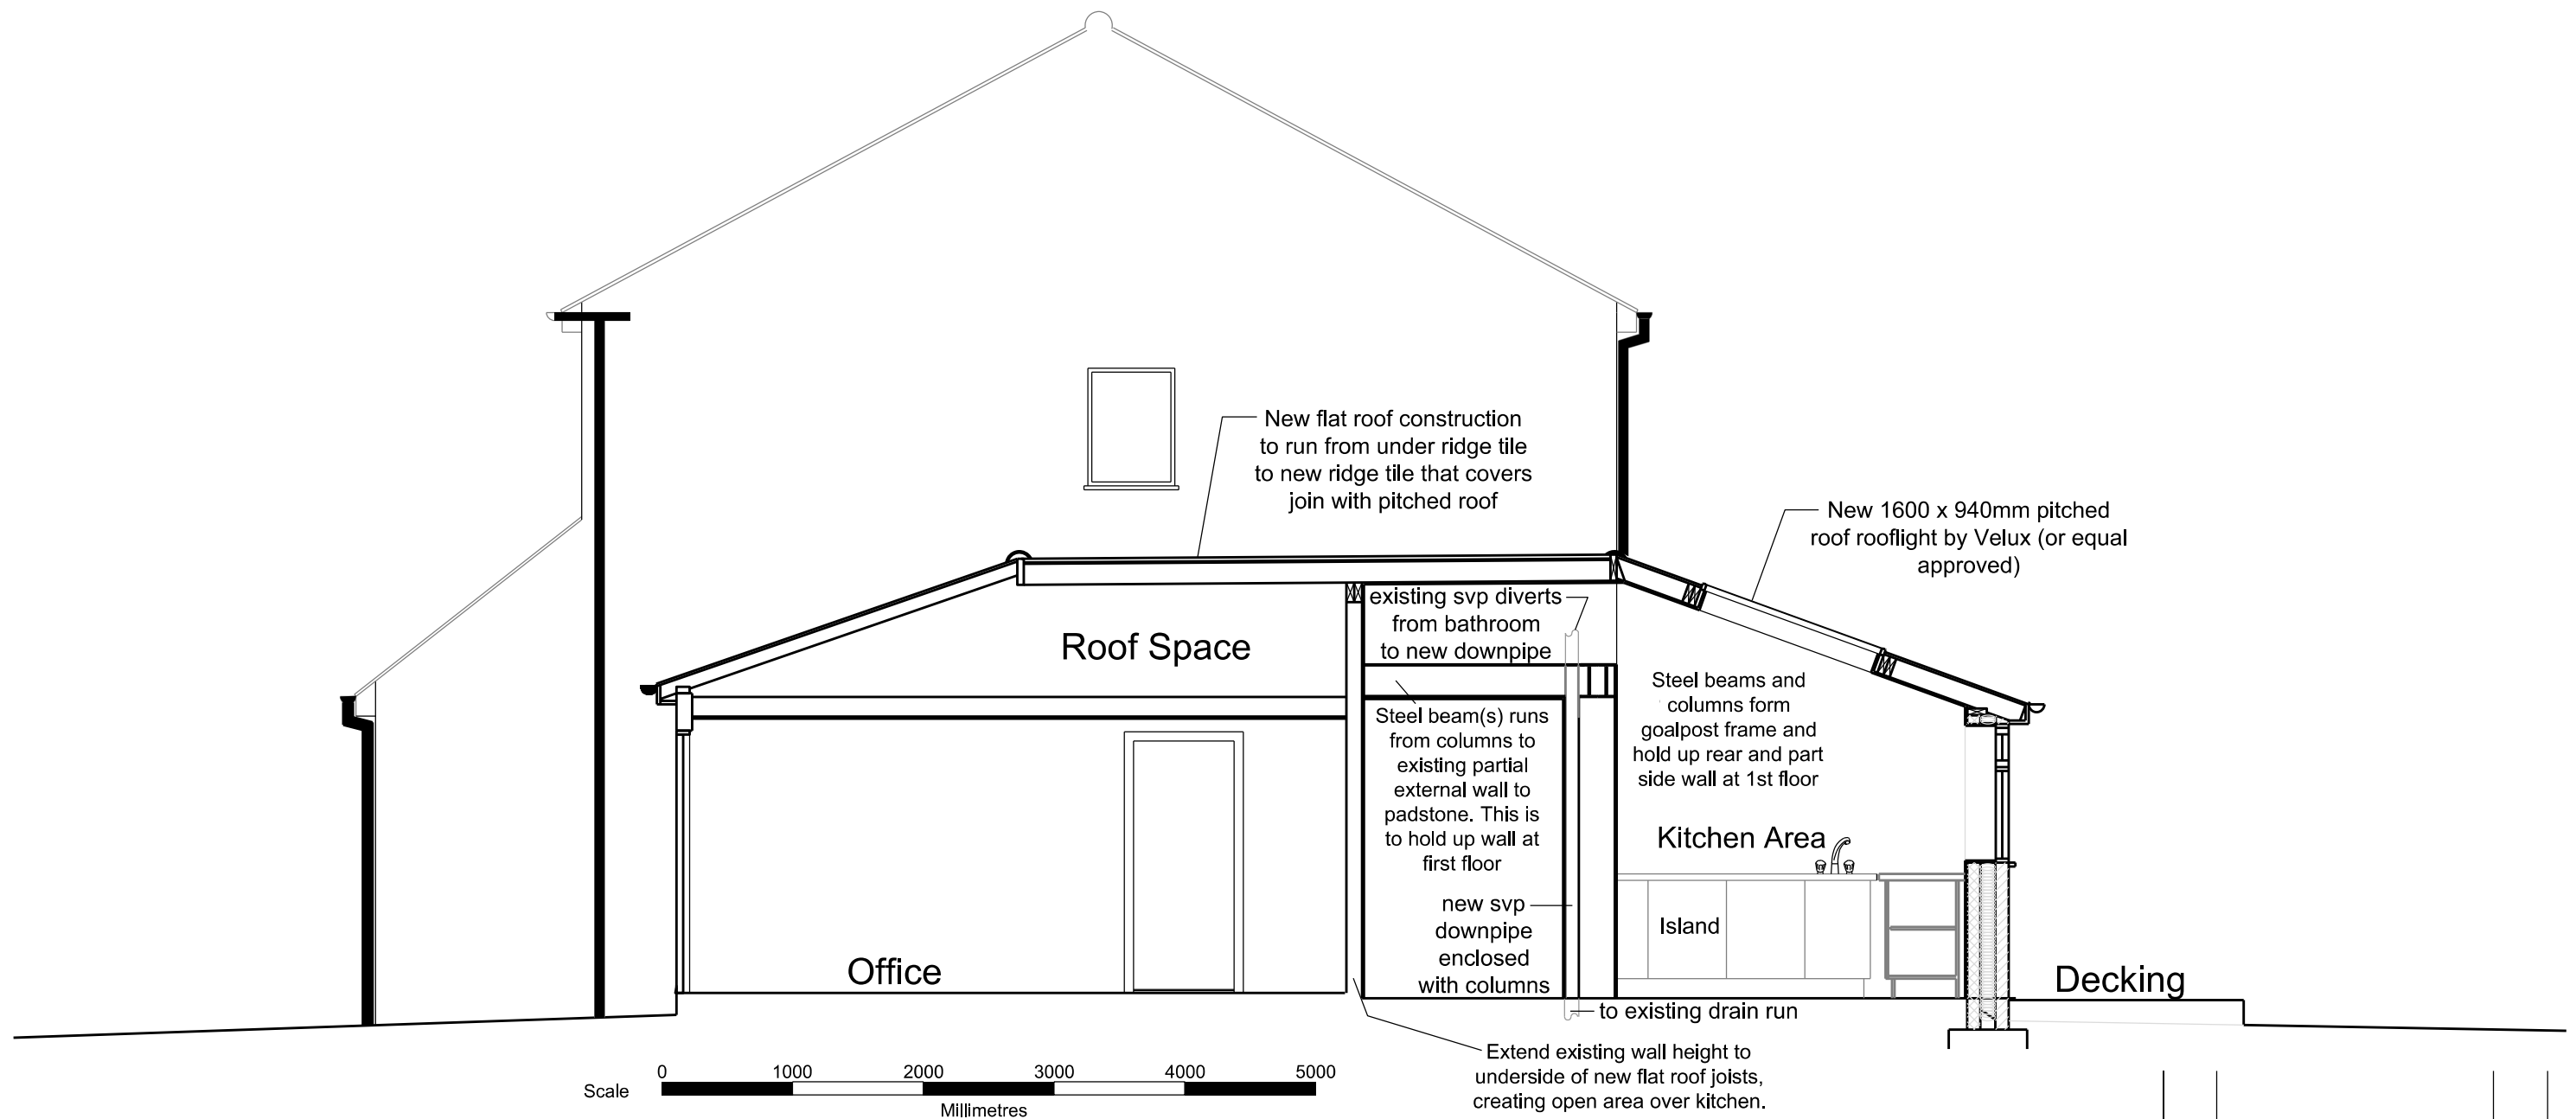 New flat roof construction
to run from under ridge tile
to new ridge tile that covers
join with pitched roof
New 1600 x 940mm pitched
roof rooflight by Velux (or equal
approved)
existing svp diverts
from bathroom
to new downpipe
Roof Space
Steel beams and
columns form
goalpost frame and
hold up rear and part
side wall at 1st floor
Steel beam(s) runs
from columns to
existing partial
external wall to
padstone. This is
to hold up wall at
first floor
Kitchen Area
new svp
downpipe
enclosed
with columns
Island
Office
Decking
to existing drain run
Extend existing wall height to
underside of new flat roof joists,
creating open area over kitchen.
Scale
0 1000 2000 3000 4000 5000
Millimetres